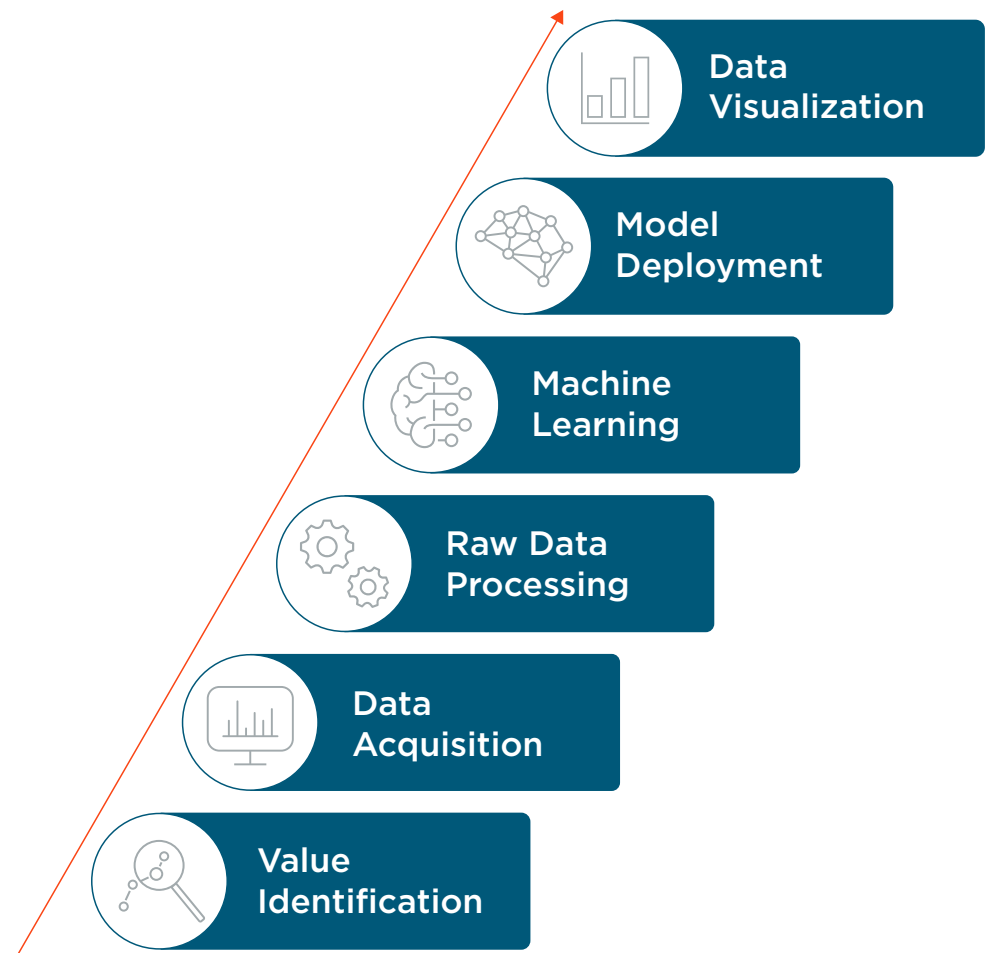 Data
Visualization
Model
Deployment
Machine
Learning
Raw Data
Processing
Data
Acquisition
Value
Identification